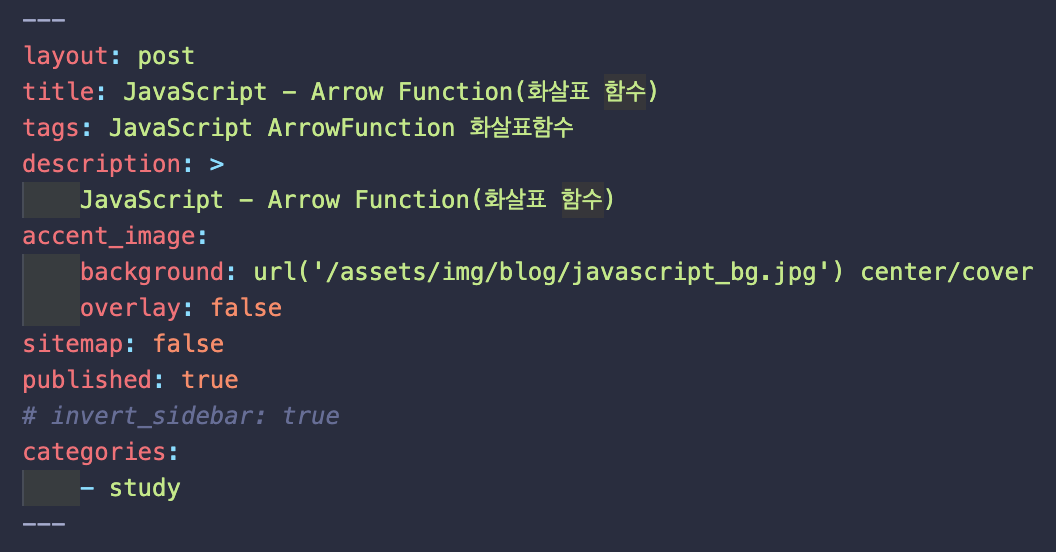 ---
layout: post
title: JavaScript - Arrow Function(화살표 함수)
tags: JavaScript ArrowFunction 화살표함수
description: >
    JavaScript - Arrow Function(화살표 함수)
accent_image:
    background: url('/assets/img/blog/javascript_bg.jpg') center/cover
    overlay: false
sitemap: false
published: true
# invert_sidebar: true
categories:
    - study
---